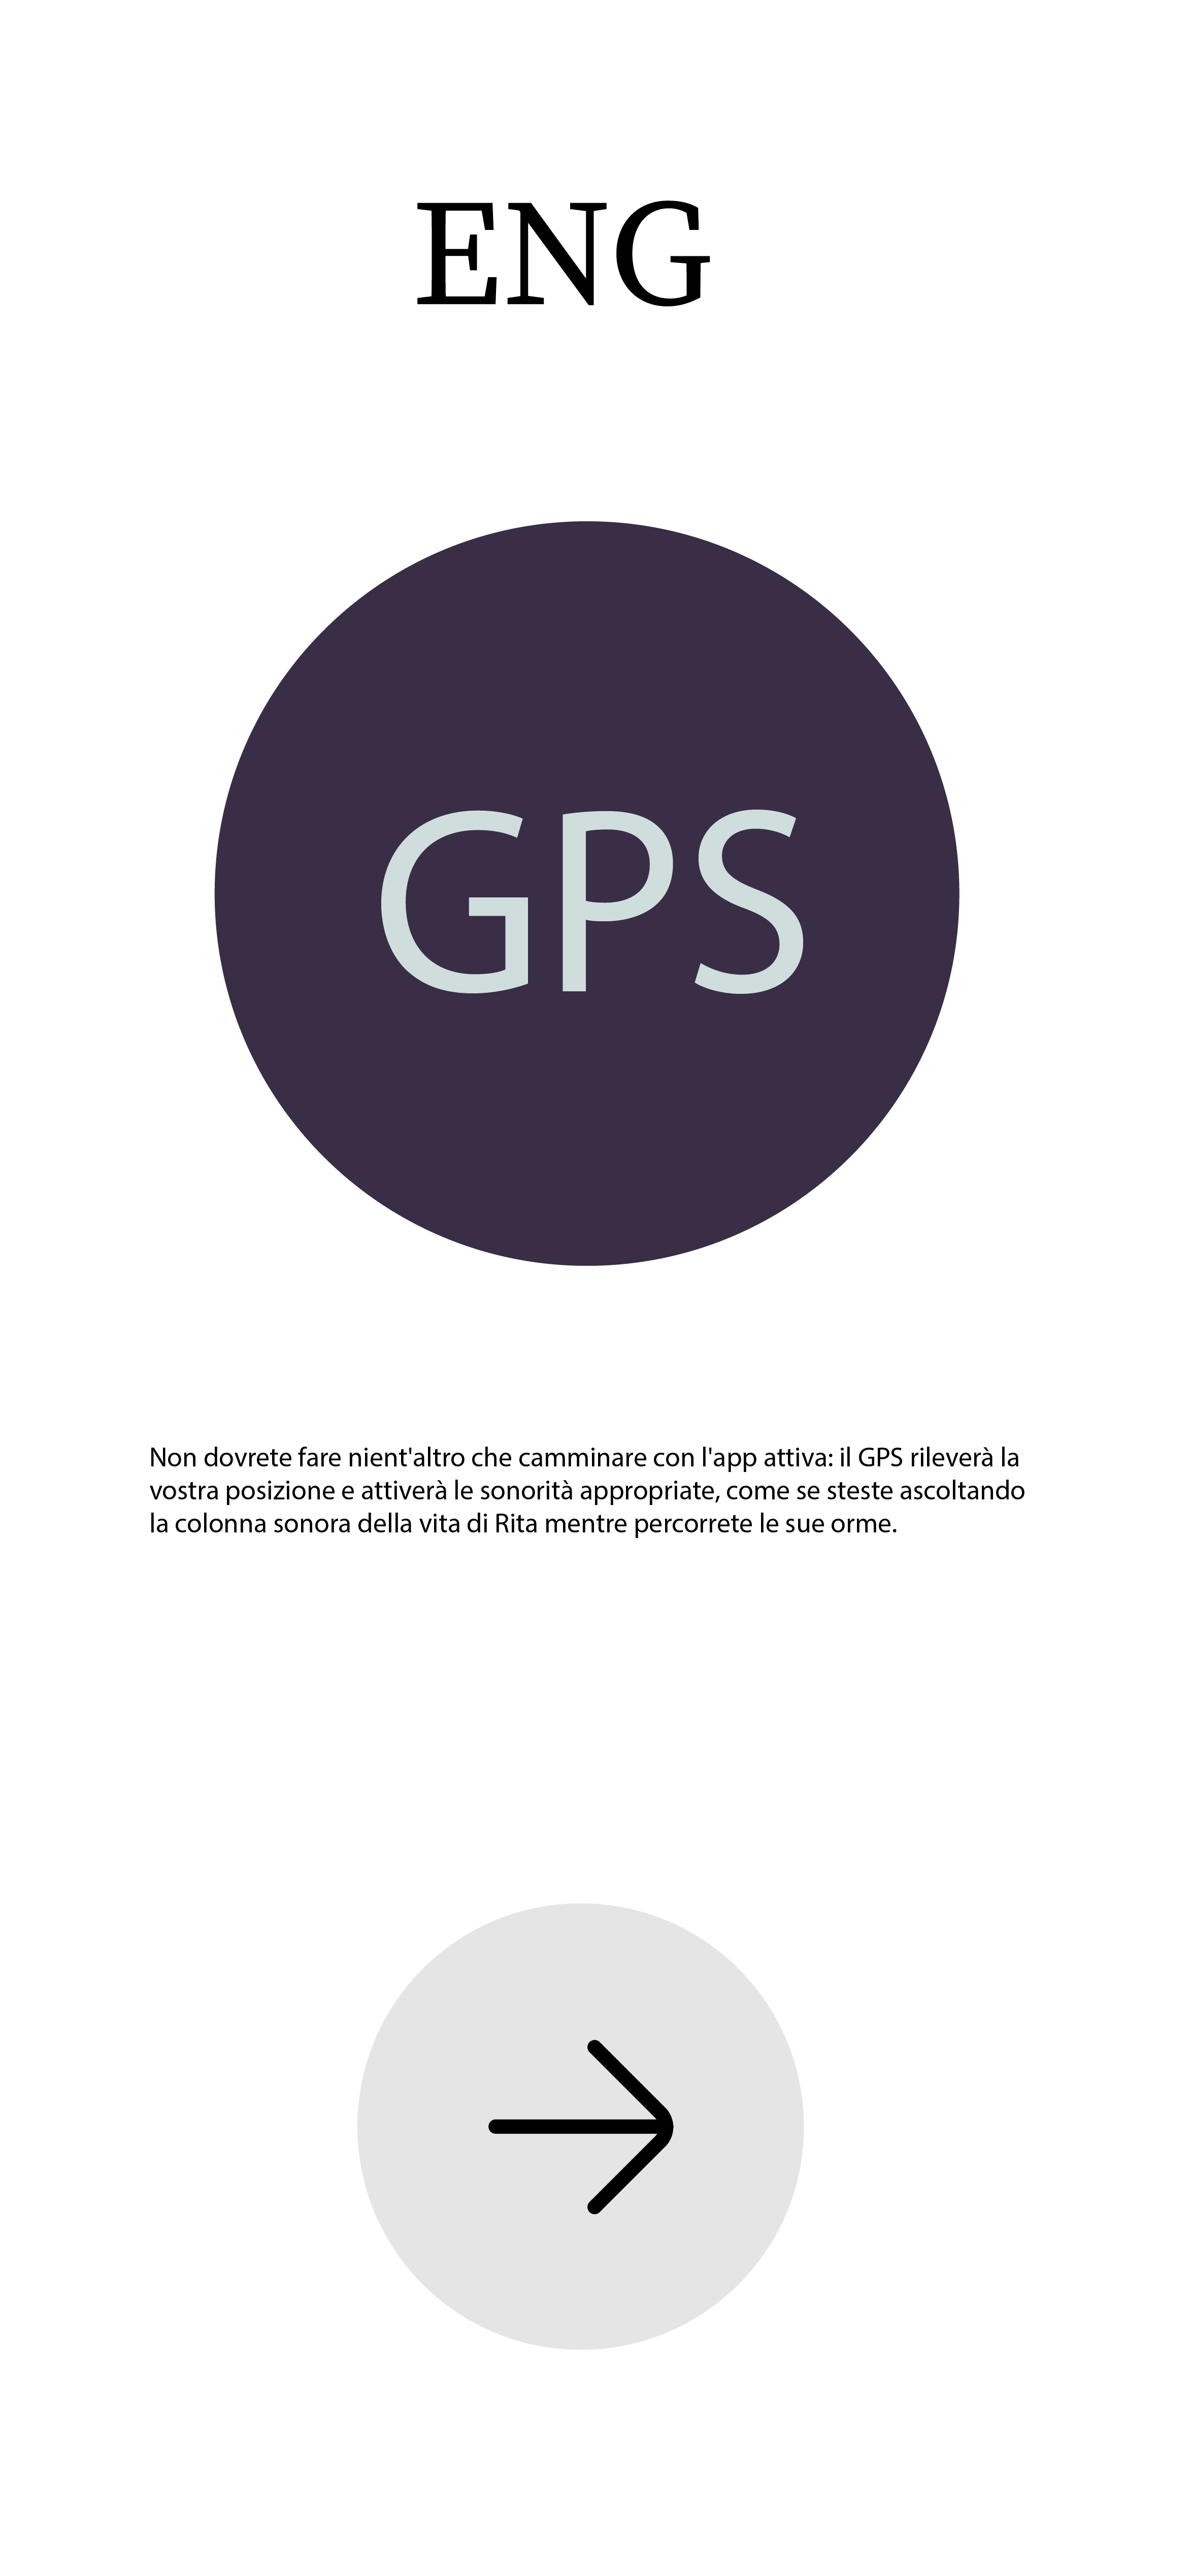 ENG
GPS
Non dovrete fare nient'altro che camminare con l'app attiva: il GPS rileverà la
vostra posizione e attiverà le sonorità appropriate, come se steste ascoltando
la colonna sonora della vita di Rita mentre percorrete le sue orme.